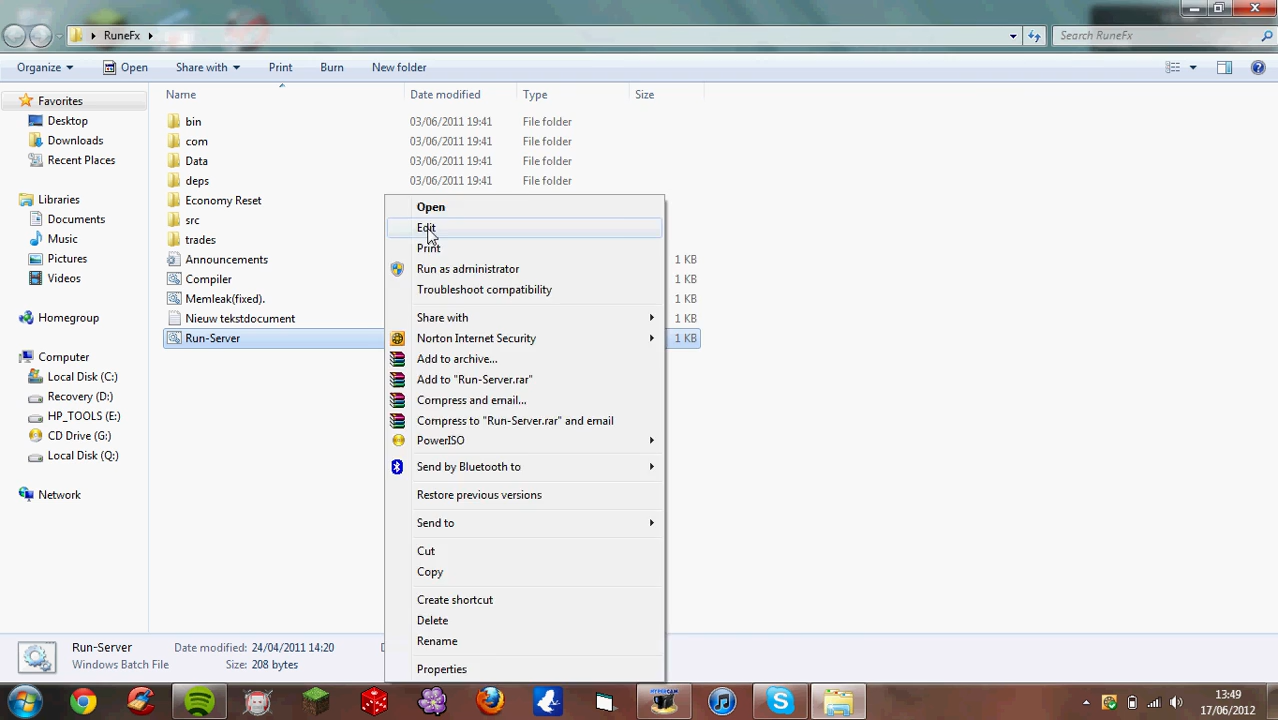 RuneFx
Search RuneFx
Organize
Open
Share with
Print
Burn
New folder
Name
Date modified
Type
Size
Favorites
Desktop
Downloads
Recent Places
Libraries
Documents
Music
Pictures
Videos
Homegroup
Computer
Local Disk (C:)
Recovery (D:)
HP_TOOLS (E:)
CD Drive (G:)
Local Disk (Q:)
Network
bin 03/06/2011 19:41 File folder
com 03/06/2011 19:41 File folder
Data 03/06/2011 19:41 File folder
deps 03/06/2011 19:41 File folder
Economy Reset
src
trades
Announcements 1 KB
Compiler 1 KB
Memleak(fixed). 1 KB
Nieuw tekstdocument 1 KB
Run-Server 1 KB
Open
Edit
Print
Run as administrator
Troubleshoot compatibility
Share with
Norton Internet Security
Add to archive...
Add to "Run-Server.rar"
Compress and email...
Compress to "Run-Server.rar" and email
PowerISO
Send by Bluetooth to
Restore previous versions
Send to
Cut
Copy
Create shortcut
Delete
Rename
Properties
Run-Server Date modified: 24/04/2011 14:20
Windows Batch File Size: 208 bytes
HYPERCAM
13:49
17/06/2012